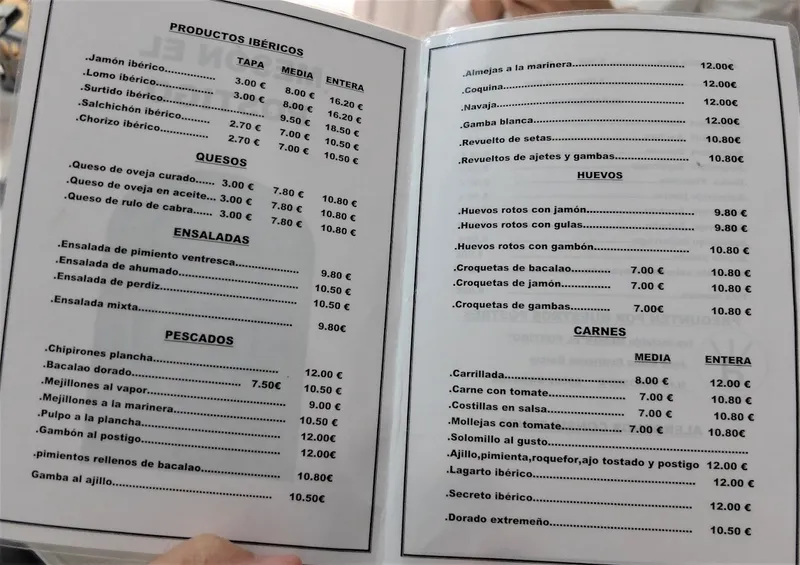 PRODUCTOS IBÉRICOS
TAPA MEDIA ENTERA
.Jamón ibérico............... 3.00 € 8.00 € 16.20 €
.Lomo ibérico................. 3.00 € 8.00 € 16.20 €
.Surtido ibérico............... 9.50 € 18.50 €
.Salchichón ibérico......... 2.70 € 7.00 € 10.50 €
.Chorizo ibérico.............. 2.70 € 7.00 € 10.50 €
QUESOS
.Queso de oveja curado...... 3.00 € 7.80 € 10.80 €
.Queso de oveja en aceite... 3.00 € 7.80 € 10.80 €
.Queso de rulo de cabra...... 3.00 € 7.80 € 10.80 €
ENSALADAS
.Ensalada de pimiento ventresca................... 9.80 €
.Ensalada de ahumado................................... 10.50 €
.Ensalada de perdiz....................................... 10.50 €
.Ensalada mixta............................................. 9.80€
PESCADOS
.Chipirones plancha....................................... 12.00 €
.Bacalao dorado........................ 7.50€ 10.50 €
.Mejillones al vapor....................................... 9.00 €
.Mejillones a la marinera............................... 10.50 €
.Pulpo a la plancha........................................ 12.00€
.Gambón al postigo....................................... 12.00€
.pimientos rellenos de bacalao..................... 10.80€
Gamba al ajillo............................................... 10.50€
.Almejas a la marinera................................ 12.00€
.Coquina...................................................... 12.00€
.Navaja........................................................ 12.00€
.Gamba blanca............................................ 12.00€
.Revuelto de setas...................................... 10.80€
.Revueltos de ajetes y gambas.................. 10.80€
HUEVOS
.Huevos rotos con jamón........................... 9.80 €
.Huevos rotos con gulas............................ 9.80 €
.Huevos rotos con gambón........................ 10.80 €
.Croquetas de bacalao............ 7.00 € 10.80 €
.Croquetas de jamón............... 7.00 € 10.80 €
.Croquetas de gambas............ 7.00€ 10.80 €
CARNES
MEDIA ENTERA
.Carrillada................................... 8.00 € 12.00 €
.Carne con tomate...................... 7.00 € 10.80 €
.Costillas en salsa...................... 7.00 € 10.80 €
.Mollejas con tomate.................. 7.00 € 10.80€
.Solomillo al gusto......................................
.Ajillo,pimienta,roquefor,ajo tostado y postigo 12.00 €
.Lagarto ibérico............................................ 12.00 €
.Secreto ibérico............................................ 12.00 €
.Dorado extremeño...................................... 10.50 €